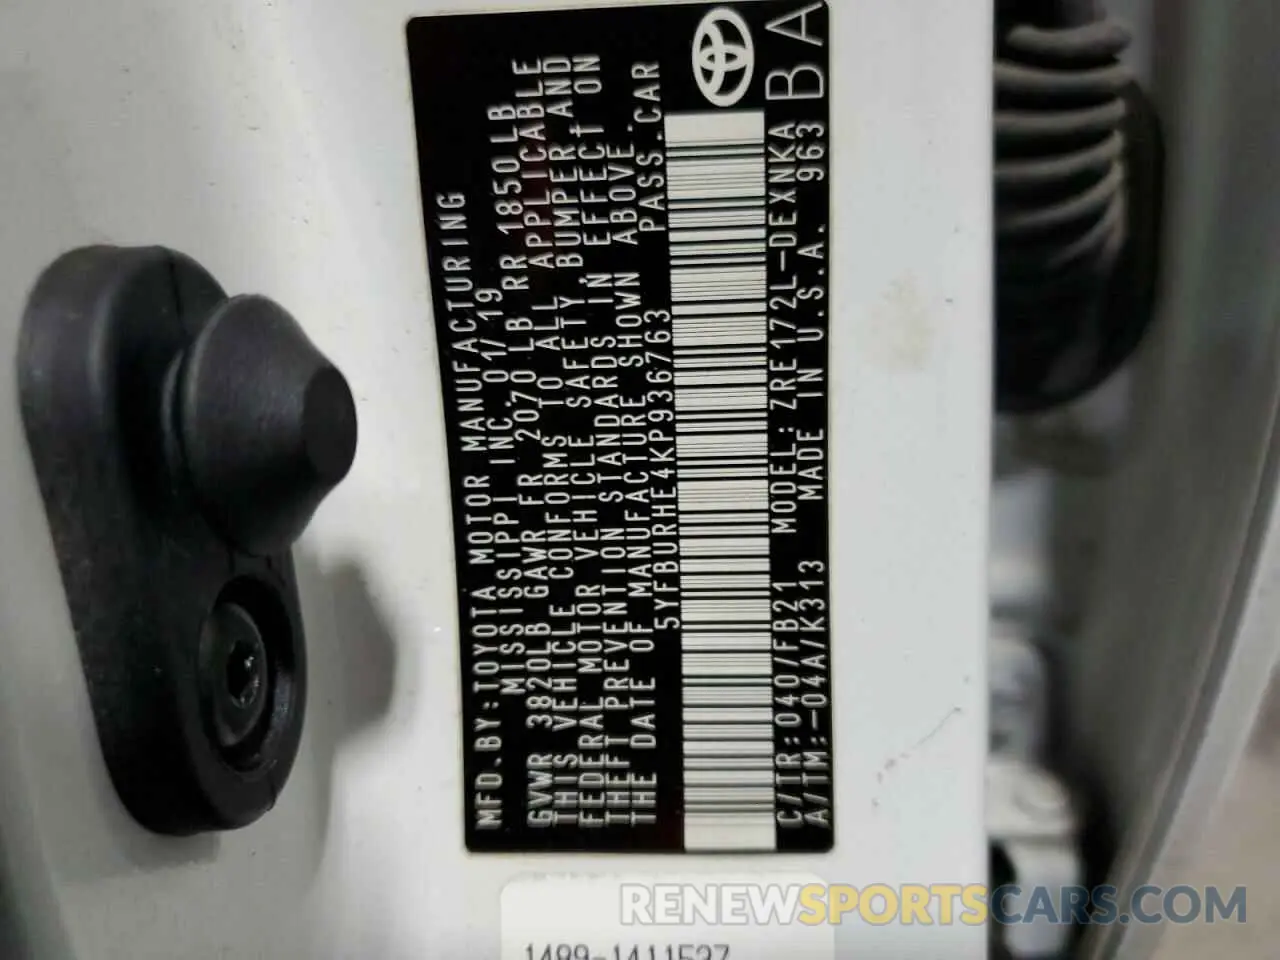 MFD.BY:TOYOTA MOTOR MANUFACTURING
MISSISSIPPI INC. 01/19
GVWR 3820LB GAWR FR 2070LB RR 1850LB
THIS VEHICLE CONFORMS TO ALL APPLICABLE
FEDERAL MOTOR VEHICLE SAFETY, BUMPER, AND
THEFT PREVENTION STANDARDS IN EFFECT ON
THE DATE OF MANUFACTURE SHOWN ABOVE.
5YFBURHE4KP936763 PASS.CAR
C/TR:040/FB21 MODEL:ZRE172L-DEXNKA
A/TM:-04A/K313 MADE IN U.S.A. 963
BA
1489-1411537
RENEWSPORTSCARS.COM